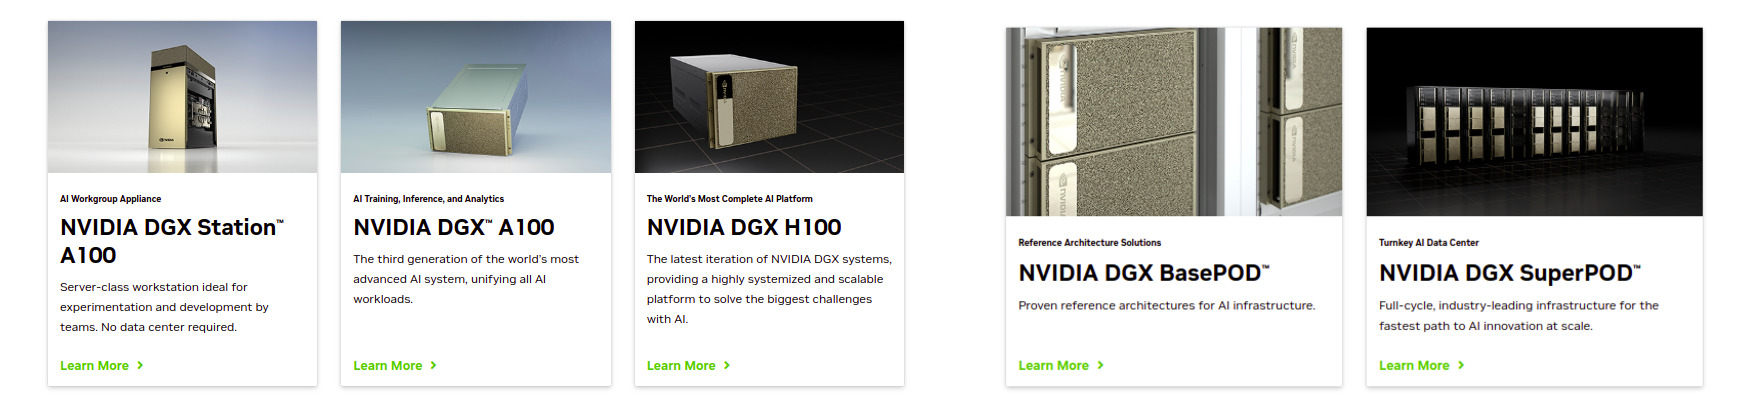 AI Workgroup Appliance
NVIDIA DGX Station™
A100
Server-class workstation ideal for
experimentation and development by
teams. No data center required.
Learn More
AI Training, Inference, and Analytics
NVIDIA DGX™ A100
The third generation of the world's most
advanced AI system, unifying all AI
workloads.
Learn More
The World's Most Complete AI Platform
NVIDIA DGX H100
The latest iteration of NVIDIA DGX systems,
providing a highly systemized and scalable
platform to solve the biggest challenges
with AI.
Learn More
Reference Architecture Solutions
NVIDIA DGX BasePOD™
Proven reference architectures for AI infrastructure.
Learn More
Turnkey AI Data Center
NVIDIA DGX SuperPOD™
Full-cycle, industry-leading infrastructure for the
fastest path to AI innovation at scale.
Learn More
NVIDIA
NVIDIA
NVIDIA
NVIDIA
NVIDIA
NVIDIA